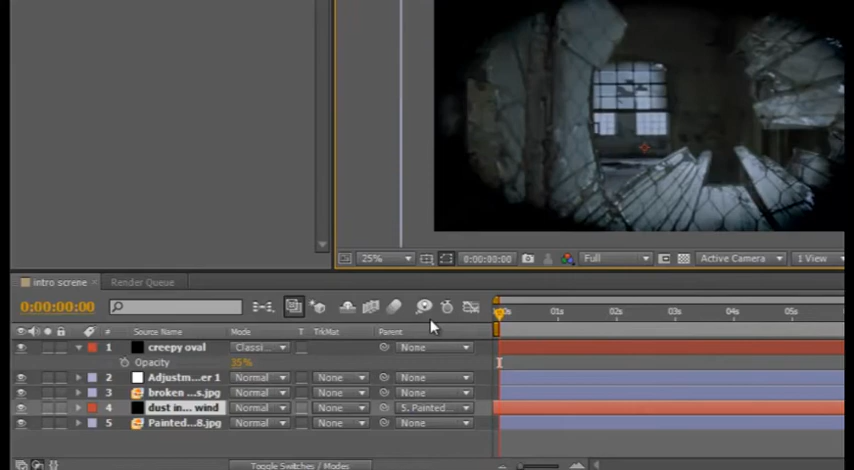 25% 0:00:00:00 Full Active Camera 1 View
intro screne × Render Queue
0:00:00:00 00s 01s 02s 03s 04s 05s
# Source Name Mode T TrkMat Parent
1 creepy oval Classi... None
Opacity 35%
2 Adjustm...er 1 Normal None None
3 broken ...s.jpg Normal None None
4 dust in... wind Normal None 5. Painted...
5 Painted...8.jpg Normal None None
Toggle Switches / Modes